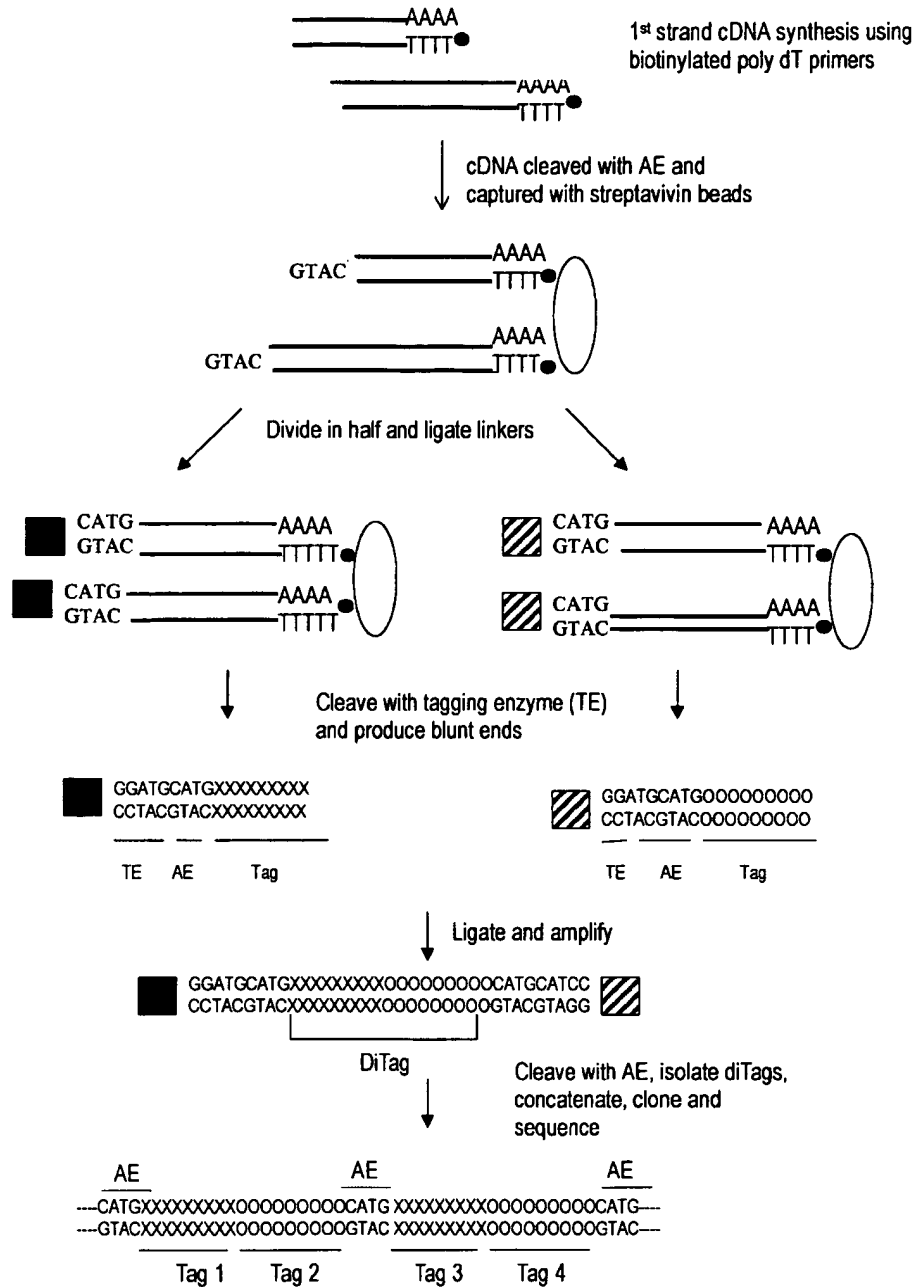 AAAA
TTTT
1st strand cDNA synthesis using
biotinylated poly dT primers
AAAA
TTTT
cDNA cleaved with AE and
captured with streptavivin beads
AAAA
GTAC
TTTT
AAAA
GTAC
TTTT
Divide in half and ligate linkers
CATG AAAA
GTAC TTTTT
CATG AAAA
GTAC TTTTT
CATG AAAA
GTAC TTTT
CATG AAAA
GTAC TTTT
Cleave with tagging enzyme (TE)
and produce blunt ends
GGATGCATGXXXXXXXXX
CCTACGTACXXXXXXXXX
TE AE Tag
GGATGCATGOOOOOOOOO
CCTACGTACOOOOOOOOO
TE AE Tag
Ligate and amplify
GGATGCATGXXXXXXXXXOOOOOOOOOCATGCATCC
CCTACGTACXXXXXXXXXOOOOOOOOOGTACGTAGG
DiTag
Cleave with AE, isolate diTags,
concatenate, clone and
sequence
AE AE AE
----CATGXXXXXXXXXOOOOOOOOOCATGXXXXXXXXXOOOOOOOOOCATG----
----GTACXXXXXXXXXOOOOOOOOOGTACXXXXXXXXXOOOOOOOOOGTAC----
Tag 1 Tag 2 Tag 3 Tag 4